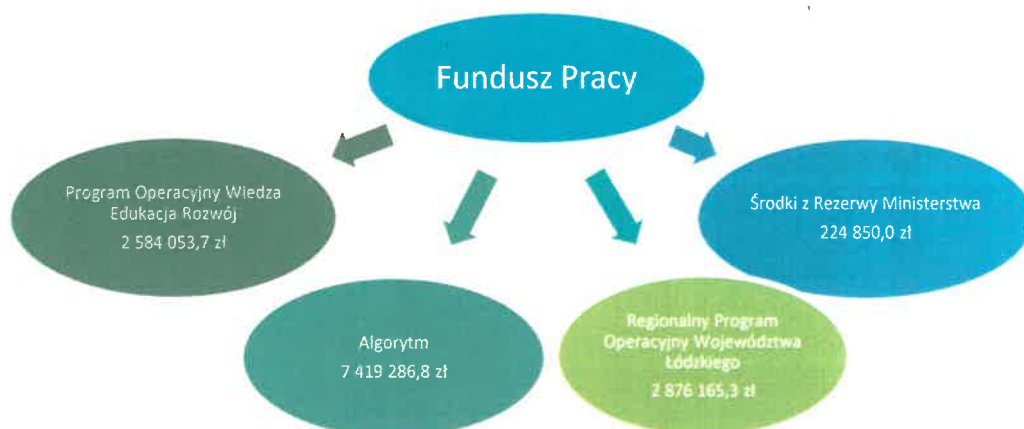 Fundusz Pracy
Program Operacyjny Wiedza
Edukacja Rozwój
2 584 053,7 zł
Środki z Rezerwy Ministerstwa
224 850,0 zł
Algorytm
7 419 286,8 zł
Regionalny Program
Operacyjny Województwa
Łódzkiego
2 876 165,3 zł